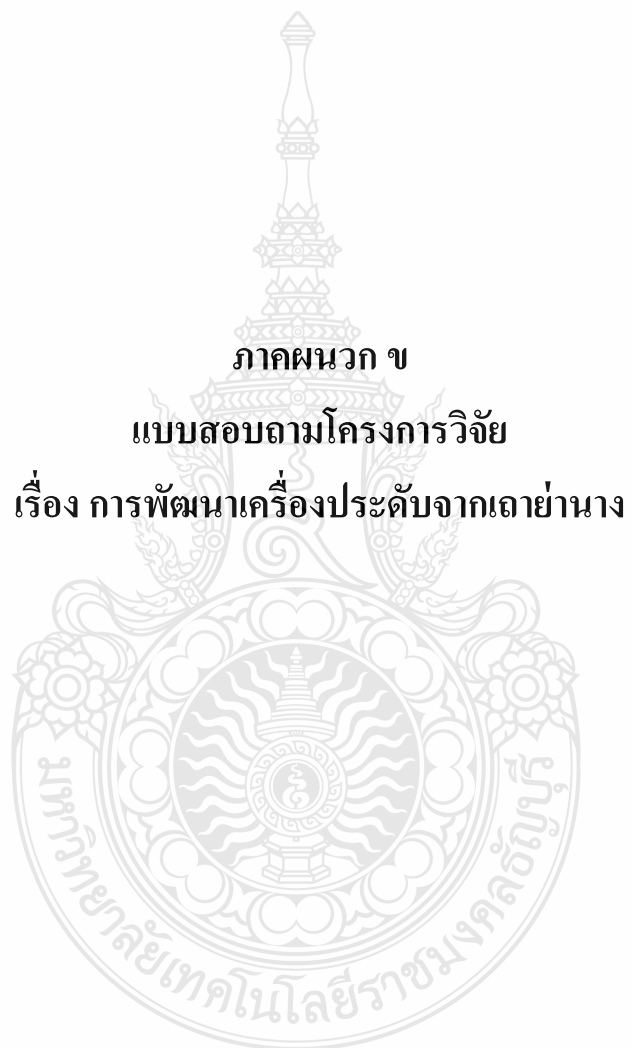 ภาคผนวก ข
แบบสอบถามโครงการวิจัย
เรื่อง การพัฒนาเครื่องประดับจากเถาย่านาง
มหาวิทยาลัยเทคโนโลยีราชมงคลธัญบุรี